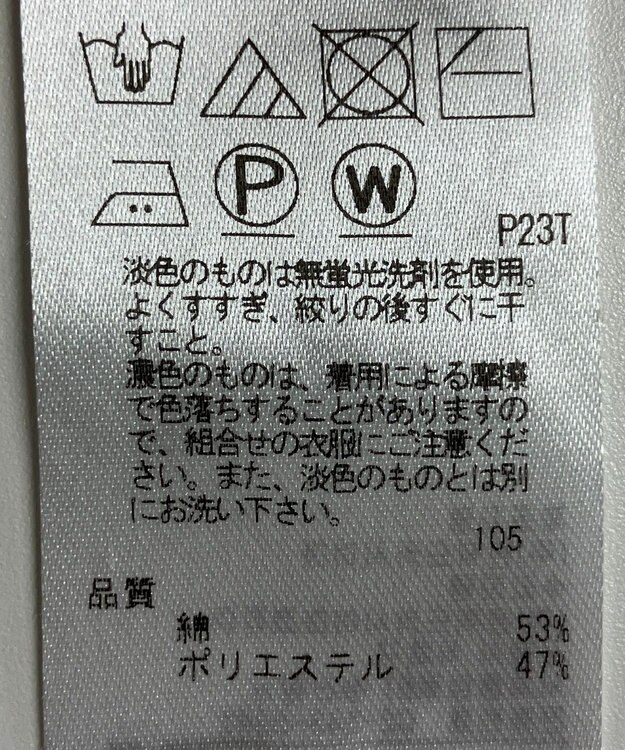 P W
P23T
淡色のものは無蛍光洗剤を使用。
よくすすぎ、絞りの後すぐに干
すこと。
濃色のものは、着用による摩擦
で色落ちすることがありますの
で、組合せの衣服にご注意くだ
さい。また、淡色のものとは別
にお洗い下さい。
105
品質
綿 53%
ポリエステル 47%